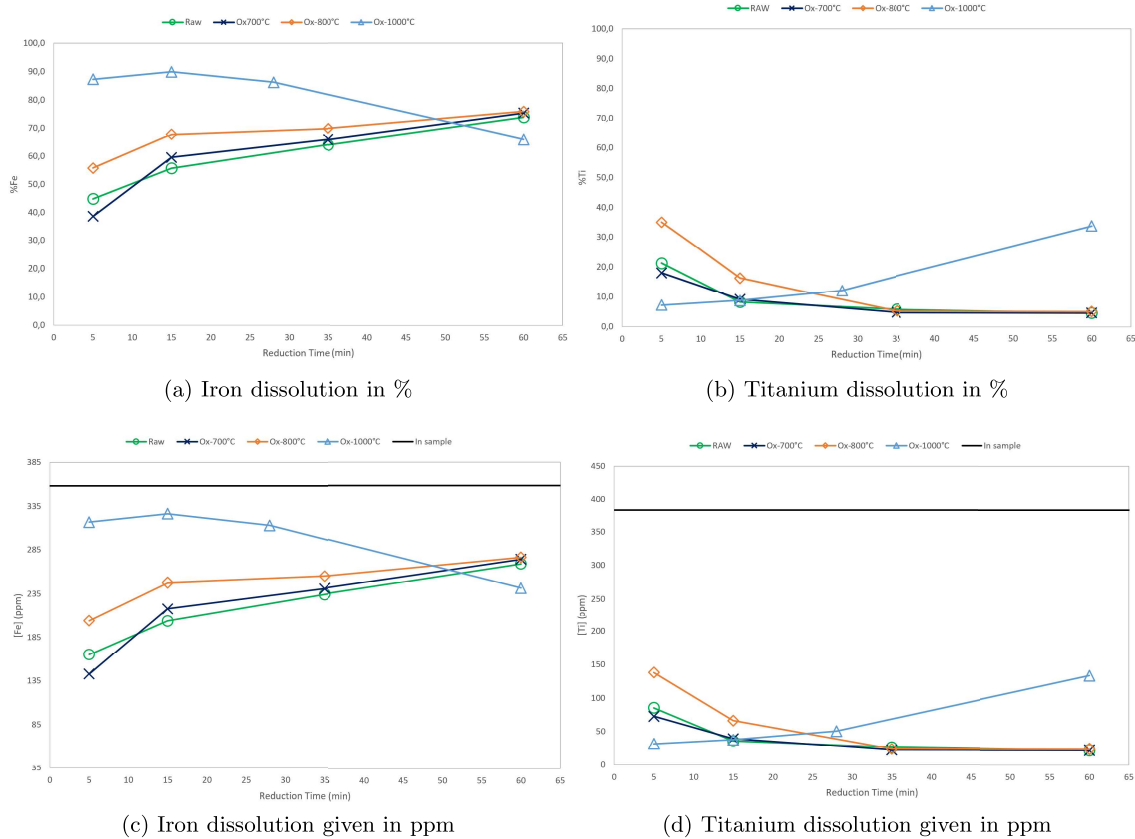 Raw Ox700°C Ox-800°C Ox-1000°C
100,0
90,0
80,0
70,0
60,0
50,0
40,0
30,0
20,0
10,0
0,0
%Fe
0 5 10 15 20 25 30 35 40 45 50 55 60 65
Reduction Time (min)
(a) Iron dissolution in %
RAW Ox-700°C Ox-800°C Ox-1000°C
100,0
90,0
80,0
70,0
60,0
50,0
40,0
30,0
20,0
10,0
0,0
%Ti
0 5 10 15 20 25 30 35 40 45 50 55 60 65
Reduction Time(min)
(b) Titanium dissolution in %
Raw Ox-700°C Ox-800°C Ox-1000°C In sample
385
335
285
235
185
135
85
35
[Fe] (ppm)
0 5 10 15 20 25 30 35 40 45 50 55 60 65
Reduction Time (min)
(c) Iron dissolution given in ppm
RAW Ox-700°C Ox-800°C Ox-1000°C In sample
450
400
350
300
250
200
150
100
50
0
[Ti] (ppm)
0 5 10 15 20 25 30 35 40 45 50 55 60 65
Reduction Time (min)
(d) Titanium dissolution given in ppm